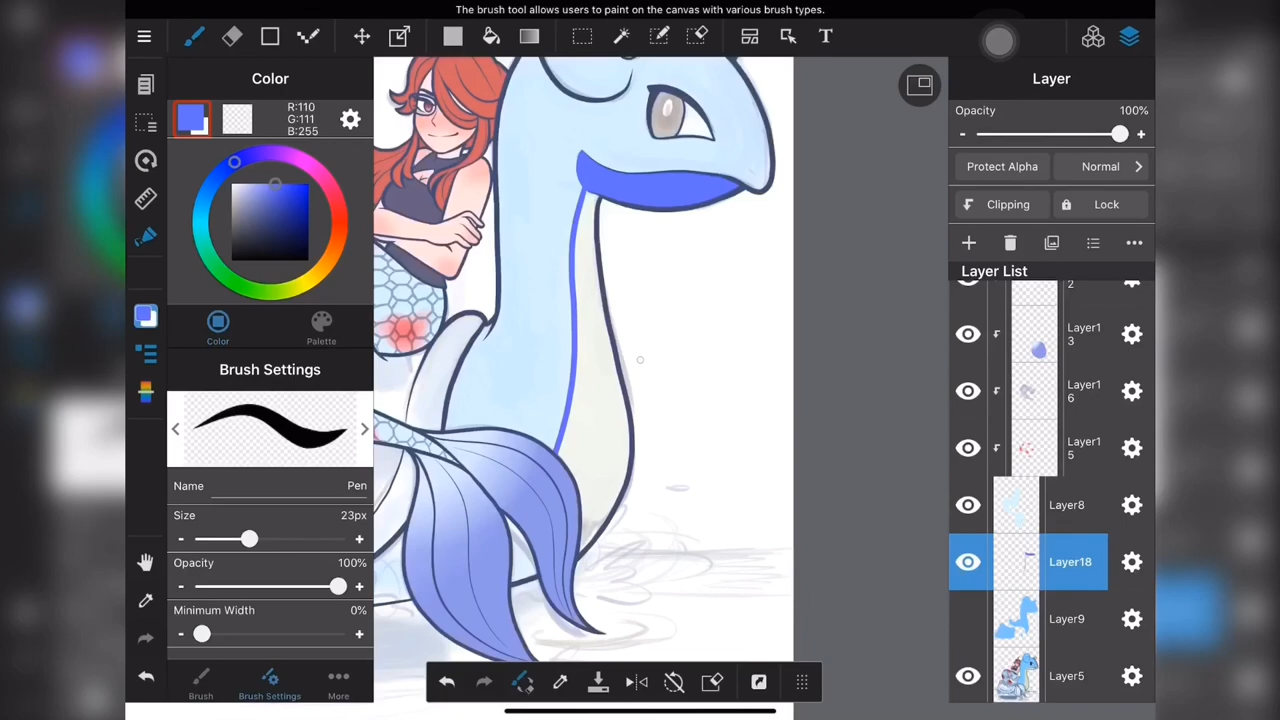 The brush tool allows users to paint on the canvas with various brush types.
T
Color
R:110
G:111
B:255
Color
Palette
Brush Settings
Name
Pen
Size
23px
-
+
Opacity
100%
-
+
Minimum Width
0%
-
+
Brush
Brush Settings
More
Layer
Opacity
100%
-
+
Protect Alpha
Normal
Clipping
Lock
Layer List
2
Layer1
3
Layer1
6
Layer1
5
Layer8
Layer18
Layer9
Layer5